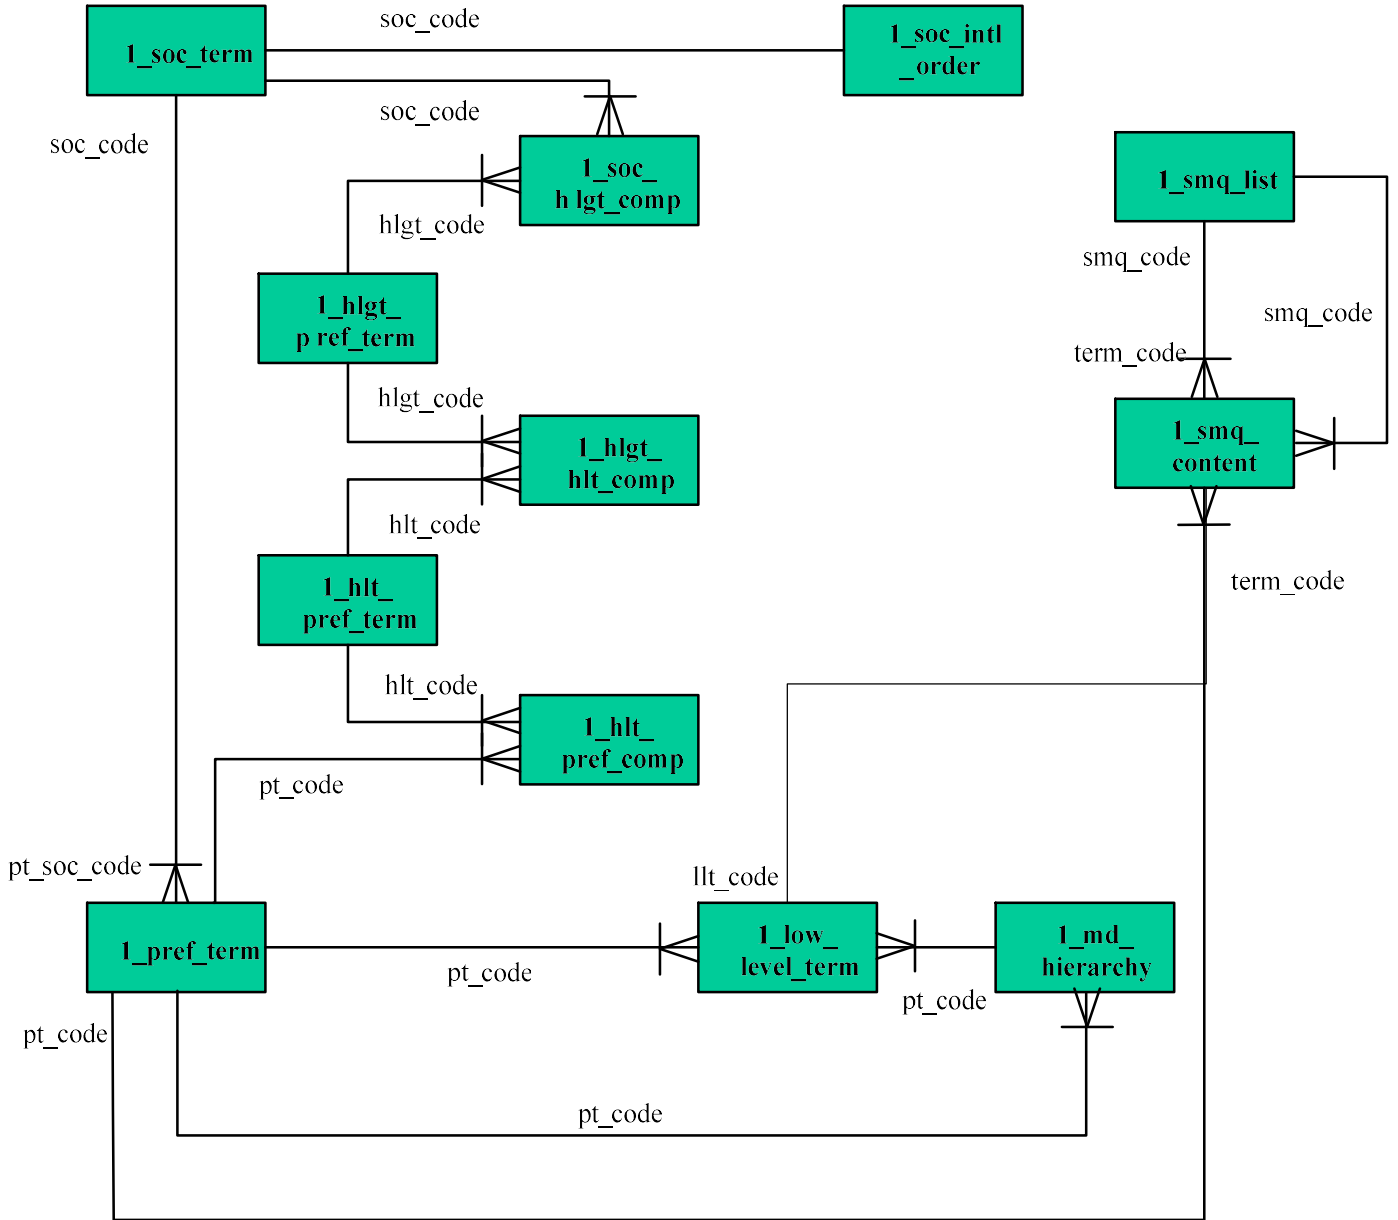 soc_code
1_soc_term
1_soc_intl
_order
soc_code
soc_code
1_soc_
h lgt_comp
1_smq_list
hlgt_code
smq_code
1_hlgt_
p ref_term
smq_code
term_code
hlgt_code
1_smq_
content
1_hlgt_
hlt_comp
hlt_code
term_code
1_hlt_
pref_term
hlt_code
1_hlt_
pref_comp
pt_code
pt_soc_code
llt_code
1_pref_term
1_low_
level_term
1_md_
hierarchy
pt_code
pt_code
pt_code
pt_code